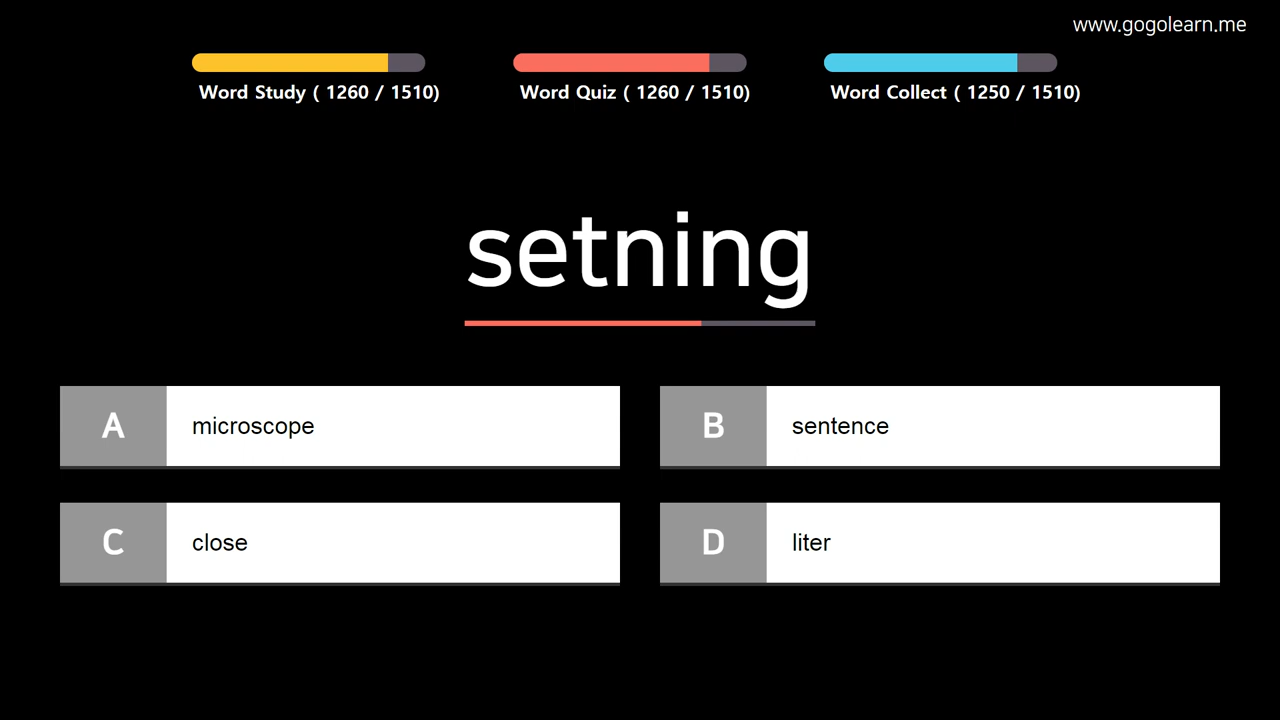 www.gogolearn.me
Word Study ( 1260 / 1510)
Word Quiz ( 1260 / 1510)
Word Collect ( 1250 / 1510)
setning
A microscope
B sentence
C close
D liter